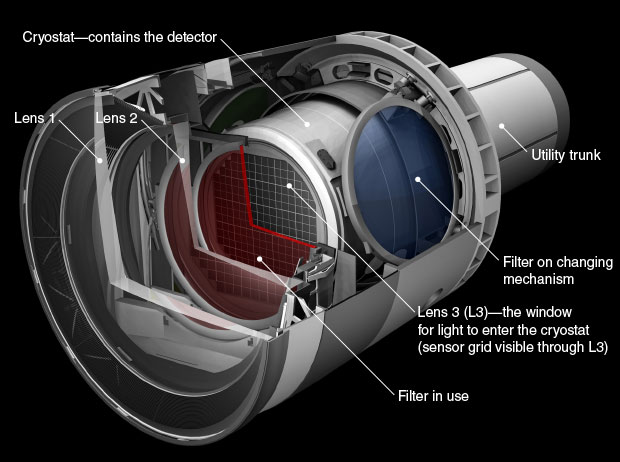 Cryostat—contains the detector
Lens 1
Lens 2
Utility trunk
Filter on changing
mechanism
Lens 3 (L3)—the window
for light to enter the cryostat
(sensor grid visible through L3)
Filter in use